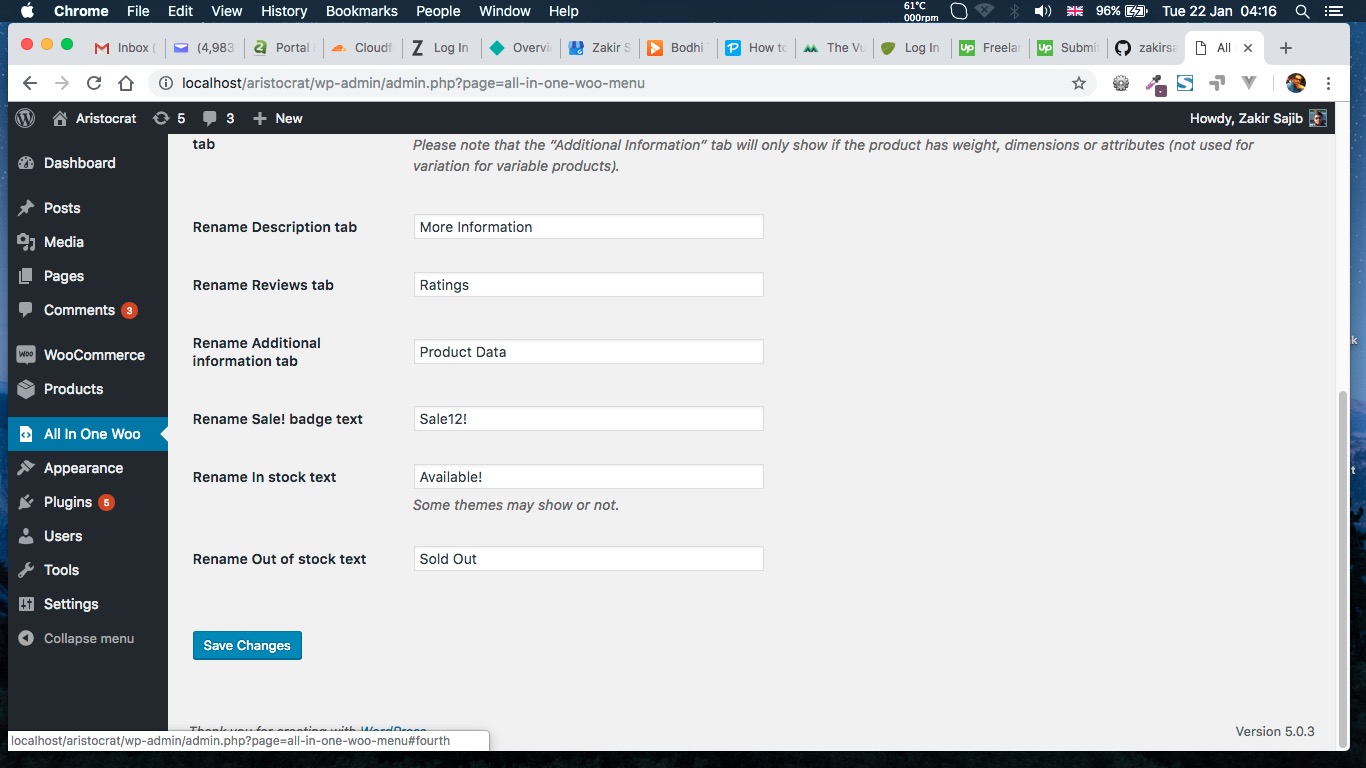 Chrome File Edit View History Bookmarks People Window Help 61°C 000rpm 96% Tue 22 Jan 04:16
Inbox (4,983 Portal Cloudf Log In Overvi Zakir S Bodhi How to The Vu Log In Freelan Submit zakirsa All
localhost/aristocrat/wp-admin/admin.php?page=all-in-one-woo-menu
Aristocrat 5 3 New Howdy, Zakir Sajib
Dashboard
Posts
Media
Pages
Comments 3
WooCommerce
Products
All In One Woo
Appearance
Plugins 5
Users
Tools
Settings
Collapse menu
tab
Please note that the "Additional Information" tab will only show if the product has weight, dimensions or attributes (not used for
variation for variable products).
Rename Description tab More Information
Rename Reviews tab Ratings
Rename Additional
information tab
Product Data
Rename Sale! badge text Sale12!
Rename In stock text Available!
Some themes may show or not.
Rename Out of stock text Sold Out
Save Changes
Thank you for creating with WordPress
Version 5.0.3
localhost/aristocrat/wp-admin/admin.php?page=all-in-one-woo-menu#fourth